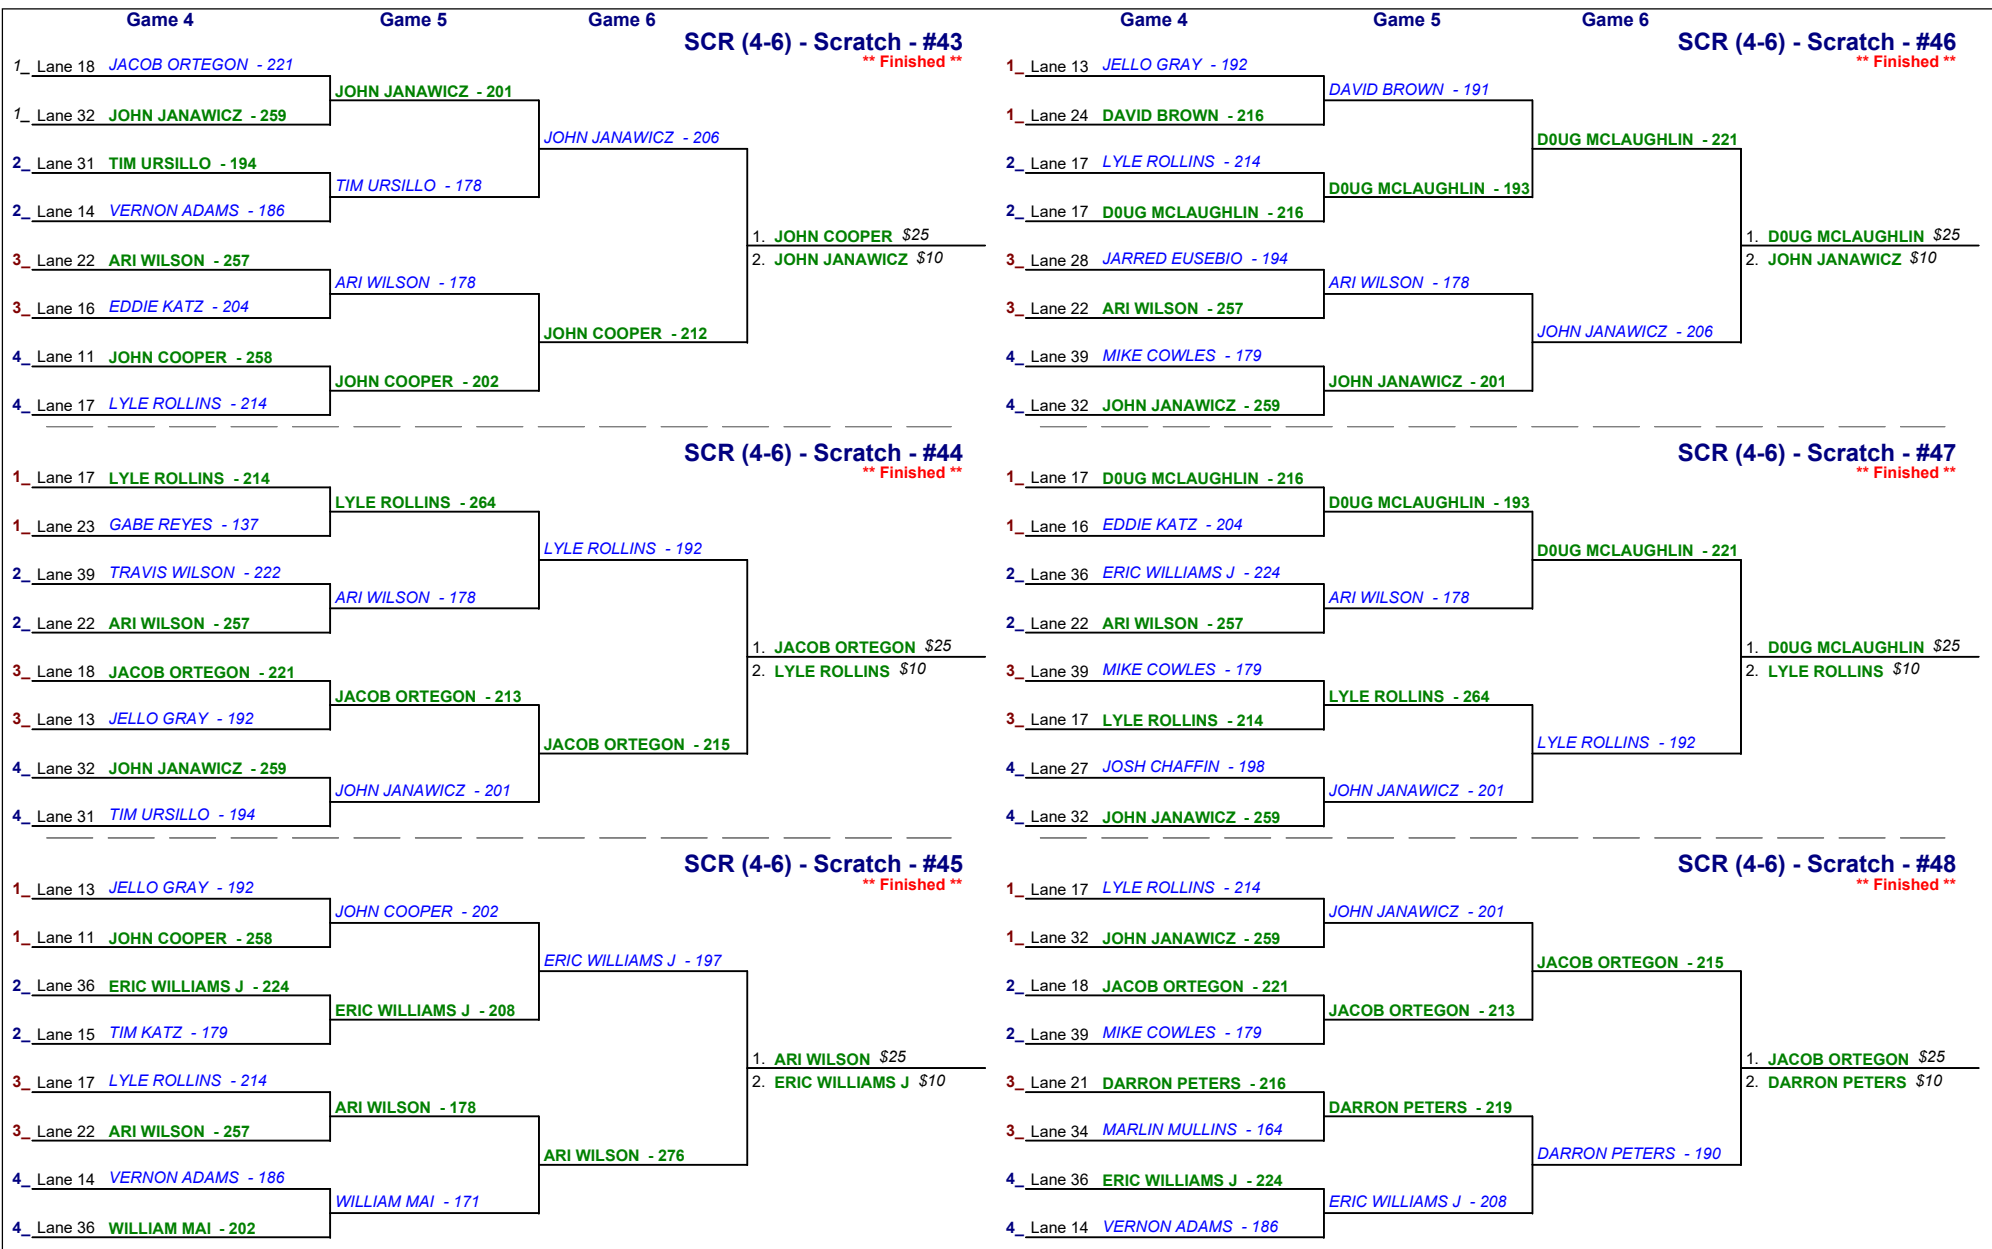 Game 4 Game 5 Game 6
SCR (4-6) - Scratch - #43
** Finished **
1_ Lane 18 JACOB ORTEGON - 221
JOHN JANAWICZ - 201
1_ Lane 32 JOHN JANAWICZ - 259
JOHN JANAWICZ - 206
2_ Lane 31 TIM URSILLO - 194
TIM URSILLO - 178
2_ Lane 14 VERNON ADAMS - 186
1. JOHN COOPER $25
2. JOHN JANAWICZ $10
3_ Lane 22 ARI WILSON - 257
ARI WILSON - 178
3_ Lane 16 EDDIE KATZ - 204
JOHN COOPER - 212
4_ Lane 11 JOHN COOPER - 258
JOHN COOPER - 202
4_ Lane 17 LYLE ROLLINS - 214
SCR (4-6) - Scratch - #44
** Finished **
1_ Lane 17 LYLE ROLLINS - 214
LYLE ROLLINS - 264
1_ Lane 23 GABE REYES - 137
LYLE ROLLINS - 192
2_ Lane 39 TRAVIS WILSON - 222
ARI WILSON - 178
2_ Lane 22 ARI WILSON - 257
1. JACOB ORTEGON $25
2. LYLE ROLLINS $10
3_ Lane 18 JACOB ORTEGON - 221
JACOB ORTEGON - 213
3_ Lane 13 JELLO GRAY - 192
JACOB ORTEGON - 215
4_ Lane 32 JOHN JANAWICZ - 259
JOHN JANAWICZ - 201
4_ Lane 31 TIM URSILLO - 194
SCR (4-6) - Scratch - #45
** Finished **
1_ Lane 13 JELLO GRAY - 192
JOHN COOPER - 202
1_ Lane 11 JOHN COOPER - 258
ERIC WILLIAMS J - 197
2_ Lane 36 ERIC WILLIAMS J - 224
ERIC WILLIAMS J - 208
2_ Lane 15 TIM KATZ - 179
1. ARI WILSON $25
2. ERIC WILLIAMS J $10
3_ Lane 17 LYLE ROLLINS - 214
ARI WILSON - 178
3_ Lane 22 ARI WILSON - 257
ARI WILSON - 276
4_ Lane 14 VERNON ADAMS - 186
WILLIAM MAI - 171
4_ Lane 36 WILLIAM MAI - 202
Game 4 Game 5 Game 6
SCR (4-6) - Scratch - #46
** Finished **
1_ Lane 13 JELLO GRAY - 192
DAVID BROWN - 191
1_ Lane 24 DAVID BROWN - 216
D0UG MCLAUGHLIN - 221
2_ Lane 17 LYLE ROLLINS - 214
D0UG MCLAUGHLIN - 193
2_ Lane 17 D0UG MCLAUGHLIN - 216
1. D0UG MCLAUGHLIN $25
2. JOHN JANAWICZ $10
3_ Lane 28 JARRED EUSEBIO - 194
ARI WILSON - 178
3_ Lane 22 ARI WILSON - 257
JOHN JANAWICZ - 206
4_ Lane 39 MIKE COWLES - 179
JOHN JANAWICZ - 201
4_ Lane 32 JOHN JANAWICZ - 259
SCR (4-6) - Scratch - #47
** Finished **
1_ Lane 17 D0UG MCLAUGHLIN - 216
D0UG MCLAUGHLIN - 193
1_ Lane 16 EDDIE KATZ - 204
D0UG MCLAUGHLIN - 221
2_ Lane 36 ERIC WILLIAMS J - 224
ARI WILSON - 178
2_ Lane 22 ARI WILSON - 257
1. D0UG MCLAUGHLIN $25
2. LYLE ROLLINS $10
3_ Lane 39 MIKE COWLES - 179
LYLE ROLLINS - 264
3_ Lane 17 LYLE ROLLINS - 214
LYLE ROLLINS - 192
4_ Lane 27 JOSH CHAFFIN - 198
JOHN JANAWICZ - 201
4_ Lane 32 JOHN JANAWICZ - 259
SCR (4-6) - Scratch - #48
** Finished **
1_ Lane 17 LYLE ROLLINS - 214
JOHN JANAWICZ - 201
1_ Lane 32 JOHN JANAWICZ - 259
JACOB ORTEGON - 215
2_ Lane 18 JACOB ORTEGON - 221
JACOB ORTEGON - 213
2_ Lane 39 MIKE COWLES - 179
1. JACOB ORTEGON $25
2. DARRON PETERS $10
3_ Lane 21 DARRON PETERS - 216
DARRON PETERS - 219
3_ Lane 34 MARLIN MULLINS - 164
DARRON PETERS - 190
4_ Lane 36 ERIC WILLIAMS J - 224
ERIC WILLIAMS J - 208
4_ Lane 14 VERNON ADAMS - 186